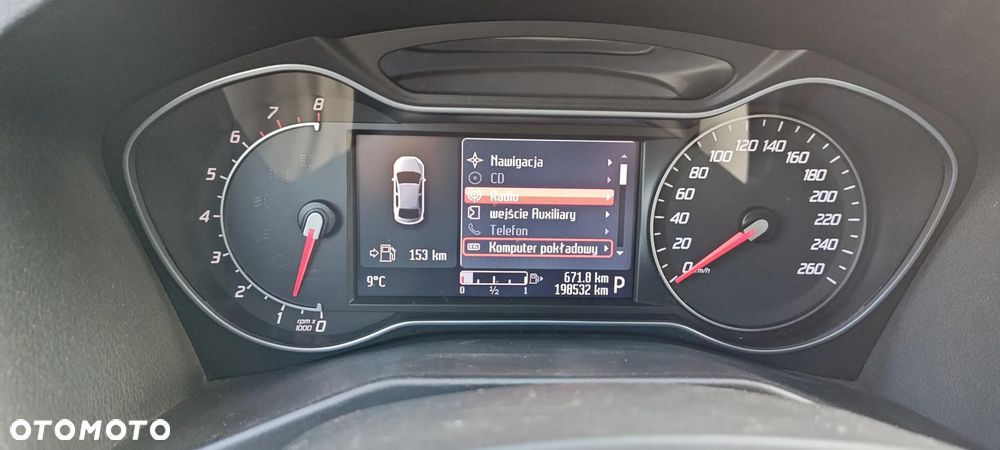 8
7
6
5
4
3
2
1
0
rpm x
1000
Nawigacja
CD
Radio
wejście Auxiliary
Telefon
Komputer pokładowy
153 km
9°C
0 ½ 1
671.8 km
198532 km
P
0
20
40
60
80
100
120
140
160
180
200
220
240
260
km/h
OTOMOTO